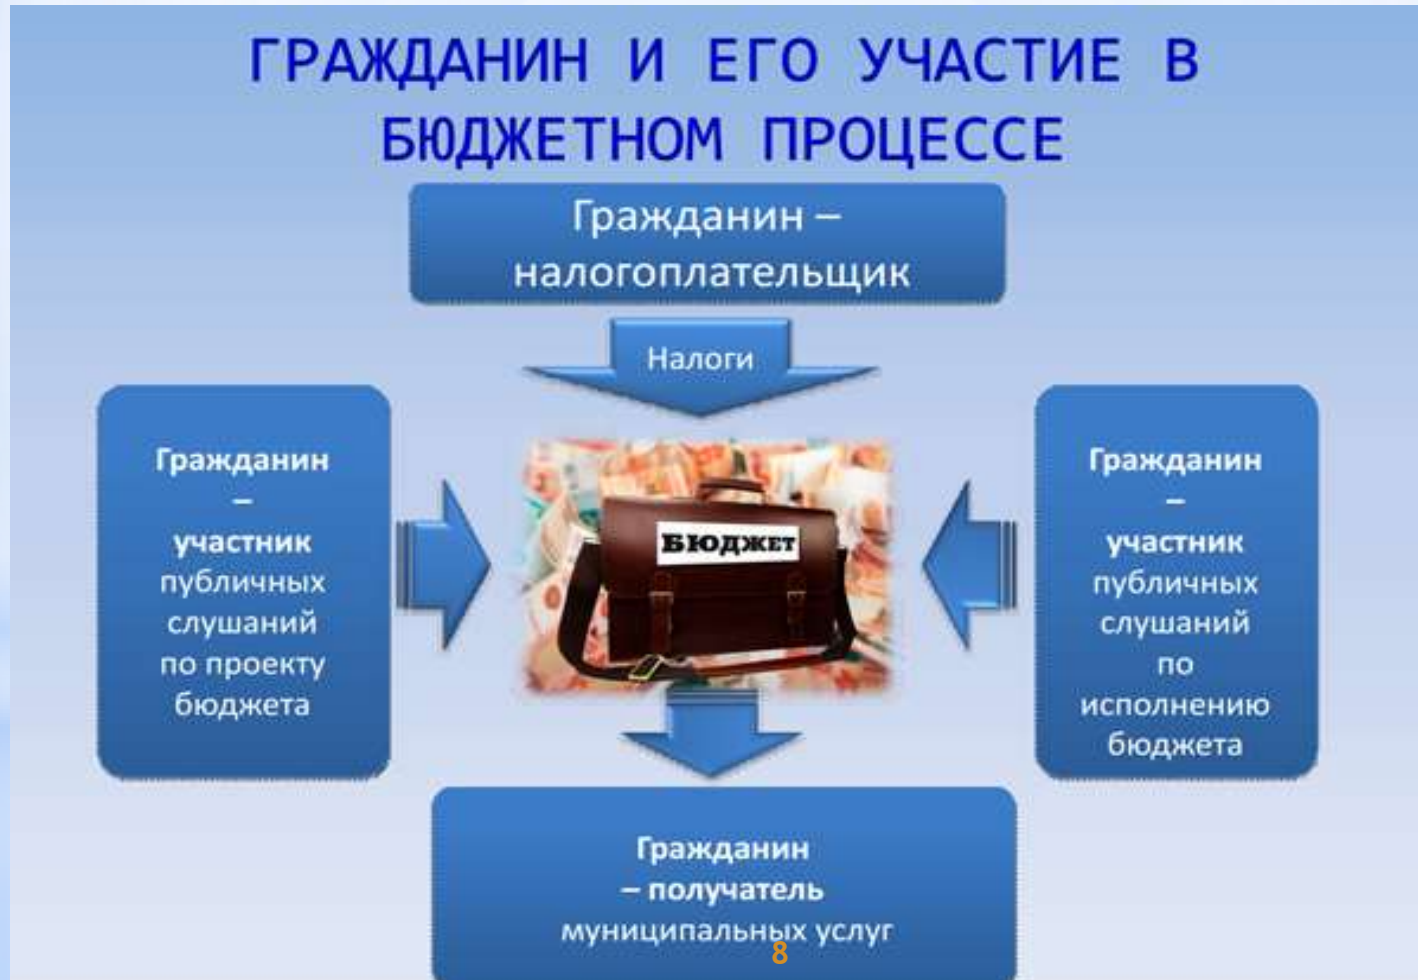 ГРАЖДАНИН И ЕГО УЧАСТИЕ В
БЮДЖЕТНОМ ПРОЦЕССЕ
Гражданин –
налогоплательщик
Налоги
Гражданин
–
участник
публичных
слушаний
по проекту
бюджета
БЮДЖЕТ
Гражданин
–
участник
публичных
слушаний
по
исполнению
бюджета
Гражданин
– получатель
муниципальных услуг
8